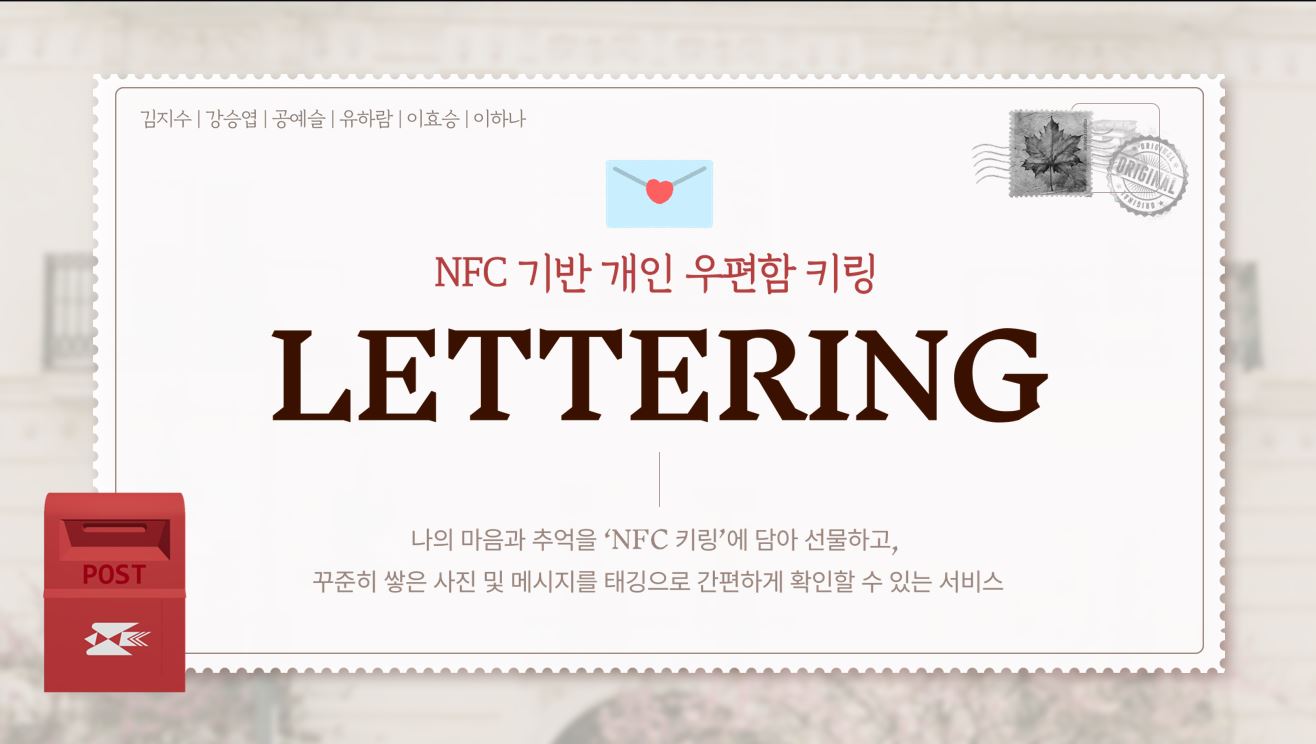 김지수 | 강승엽 | 공예슬 | 유하람 | 이효승 | 이하나
ORIGINAL
ORIGINAL
ORIGINAL
NFC 기반 개인 우편함 키링
LETTERING
나의 마음과 추억을 ‘NFC 키링’에 담아 선물하고,
꾸준히 쌓은 사진 및 메시지를 태깅으로 간편하게 확인할 수 있는 서비스
POST